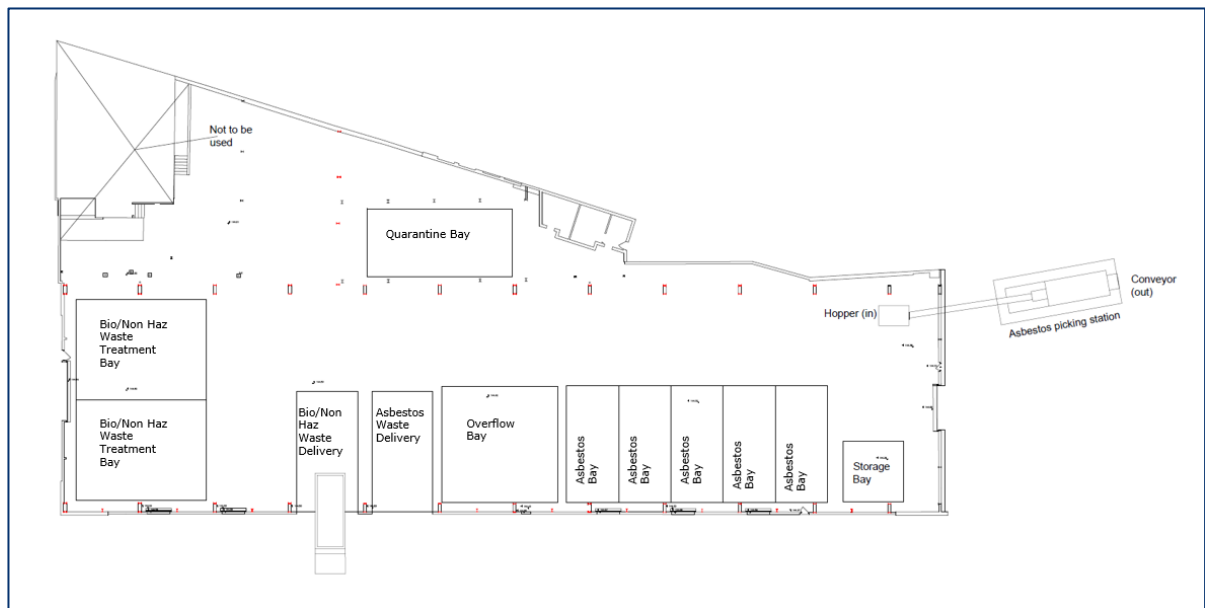 Not to be
used
Quarantine Bay
Conveyor
(out)
Hopper (in)
Asbestos picking station
Bio/Non Haz
Waste
Treatment
Bay
Bio/Non Haz
Waste
Treatment
Bay
Bio/Non
Haz
Waste
Delivery
Asbestos
Waste
Delivery
Overflow
Bay
Asbestos
Bay
Asbestos
Bay
Asbestos
Bay
Asbestos
Bay
Asbestos
Bay
Storage
Bay